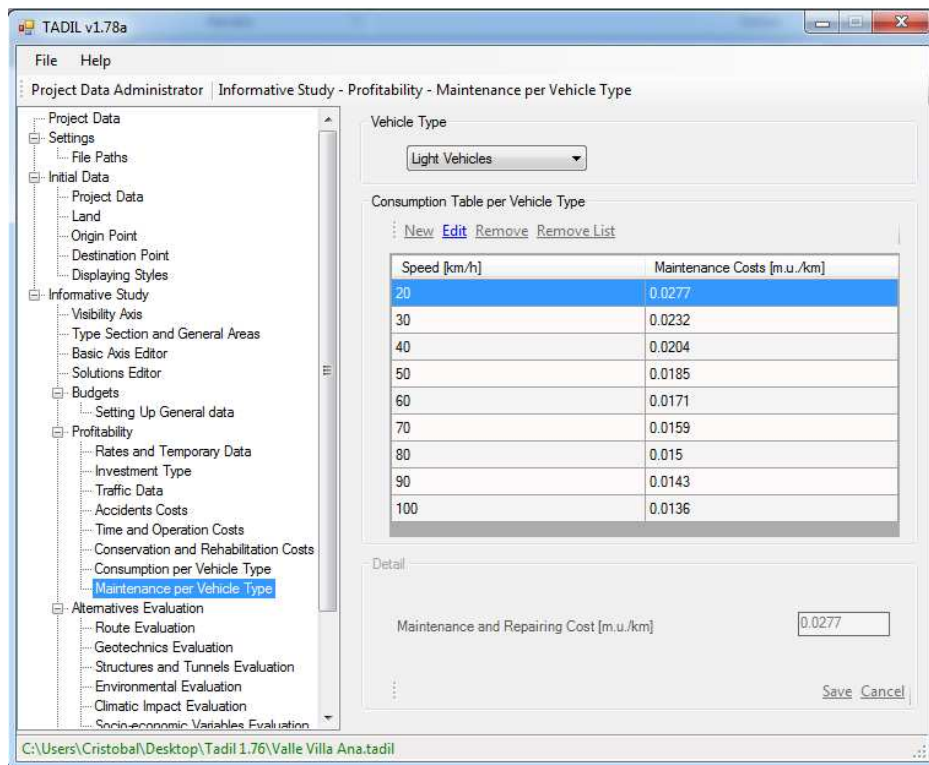 TADIL v1.78a
File Help
Project Data Administrator Informative Study - Profitability - Maintenance per Vehicle Type
Project Data
Settings
File Paths
Initial Data
Project Data
Land
Origin Point
Destination Point
Displaying Styles
Informative Study
Visibility Axis
Type Section and General Areas
Basic Axis Editor
Solutions Editor
Budgets
Setting Up General data
Profitability
Rates and Temporary Data
Investment Type
Traffic Data
Accidents Costs
Time and Operation Costs
Conservation and Rehabilitation Costs
Consumption per Vehicle Type
Maintenance per Vehicle Type
Alternatives Evaluation
Route Evaluation
Geotechnics Evaluation
Structures and Tunnels Evaluation
Environmental Evaluation
Climatic Impact Evaluation
Socio-economic Variables Evaluation
Vehicle Type
Light Vehicles
Consumption Table per Vehicle Type
New Edit Remove Remove List
Speed [km/h] Maintenance Costs [m.u./km]
20 0.0277
30 0.0232
40 0.0204
50 0.0185
60 0.0171
70 0.0159
80 0.015
90 0.0143
100 0.0136
Detail
Maintenance and Repairing Cost [m.u./km] 0.0277
Save Cancel
C:\Users\Cristobal\Desktop\Tadil 1.76\Valle Villa Ana.tadil